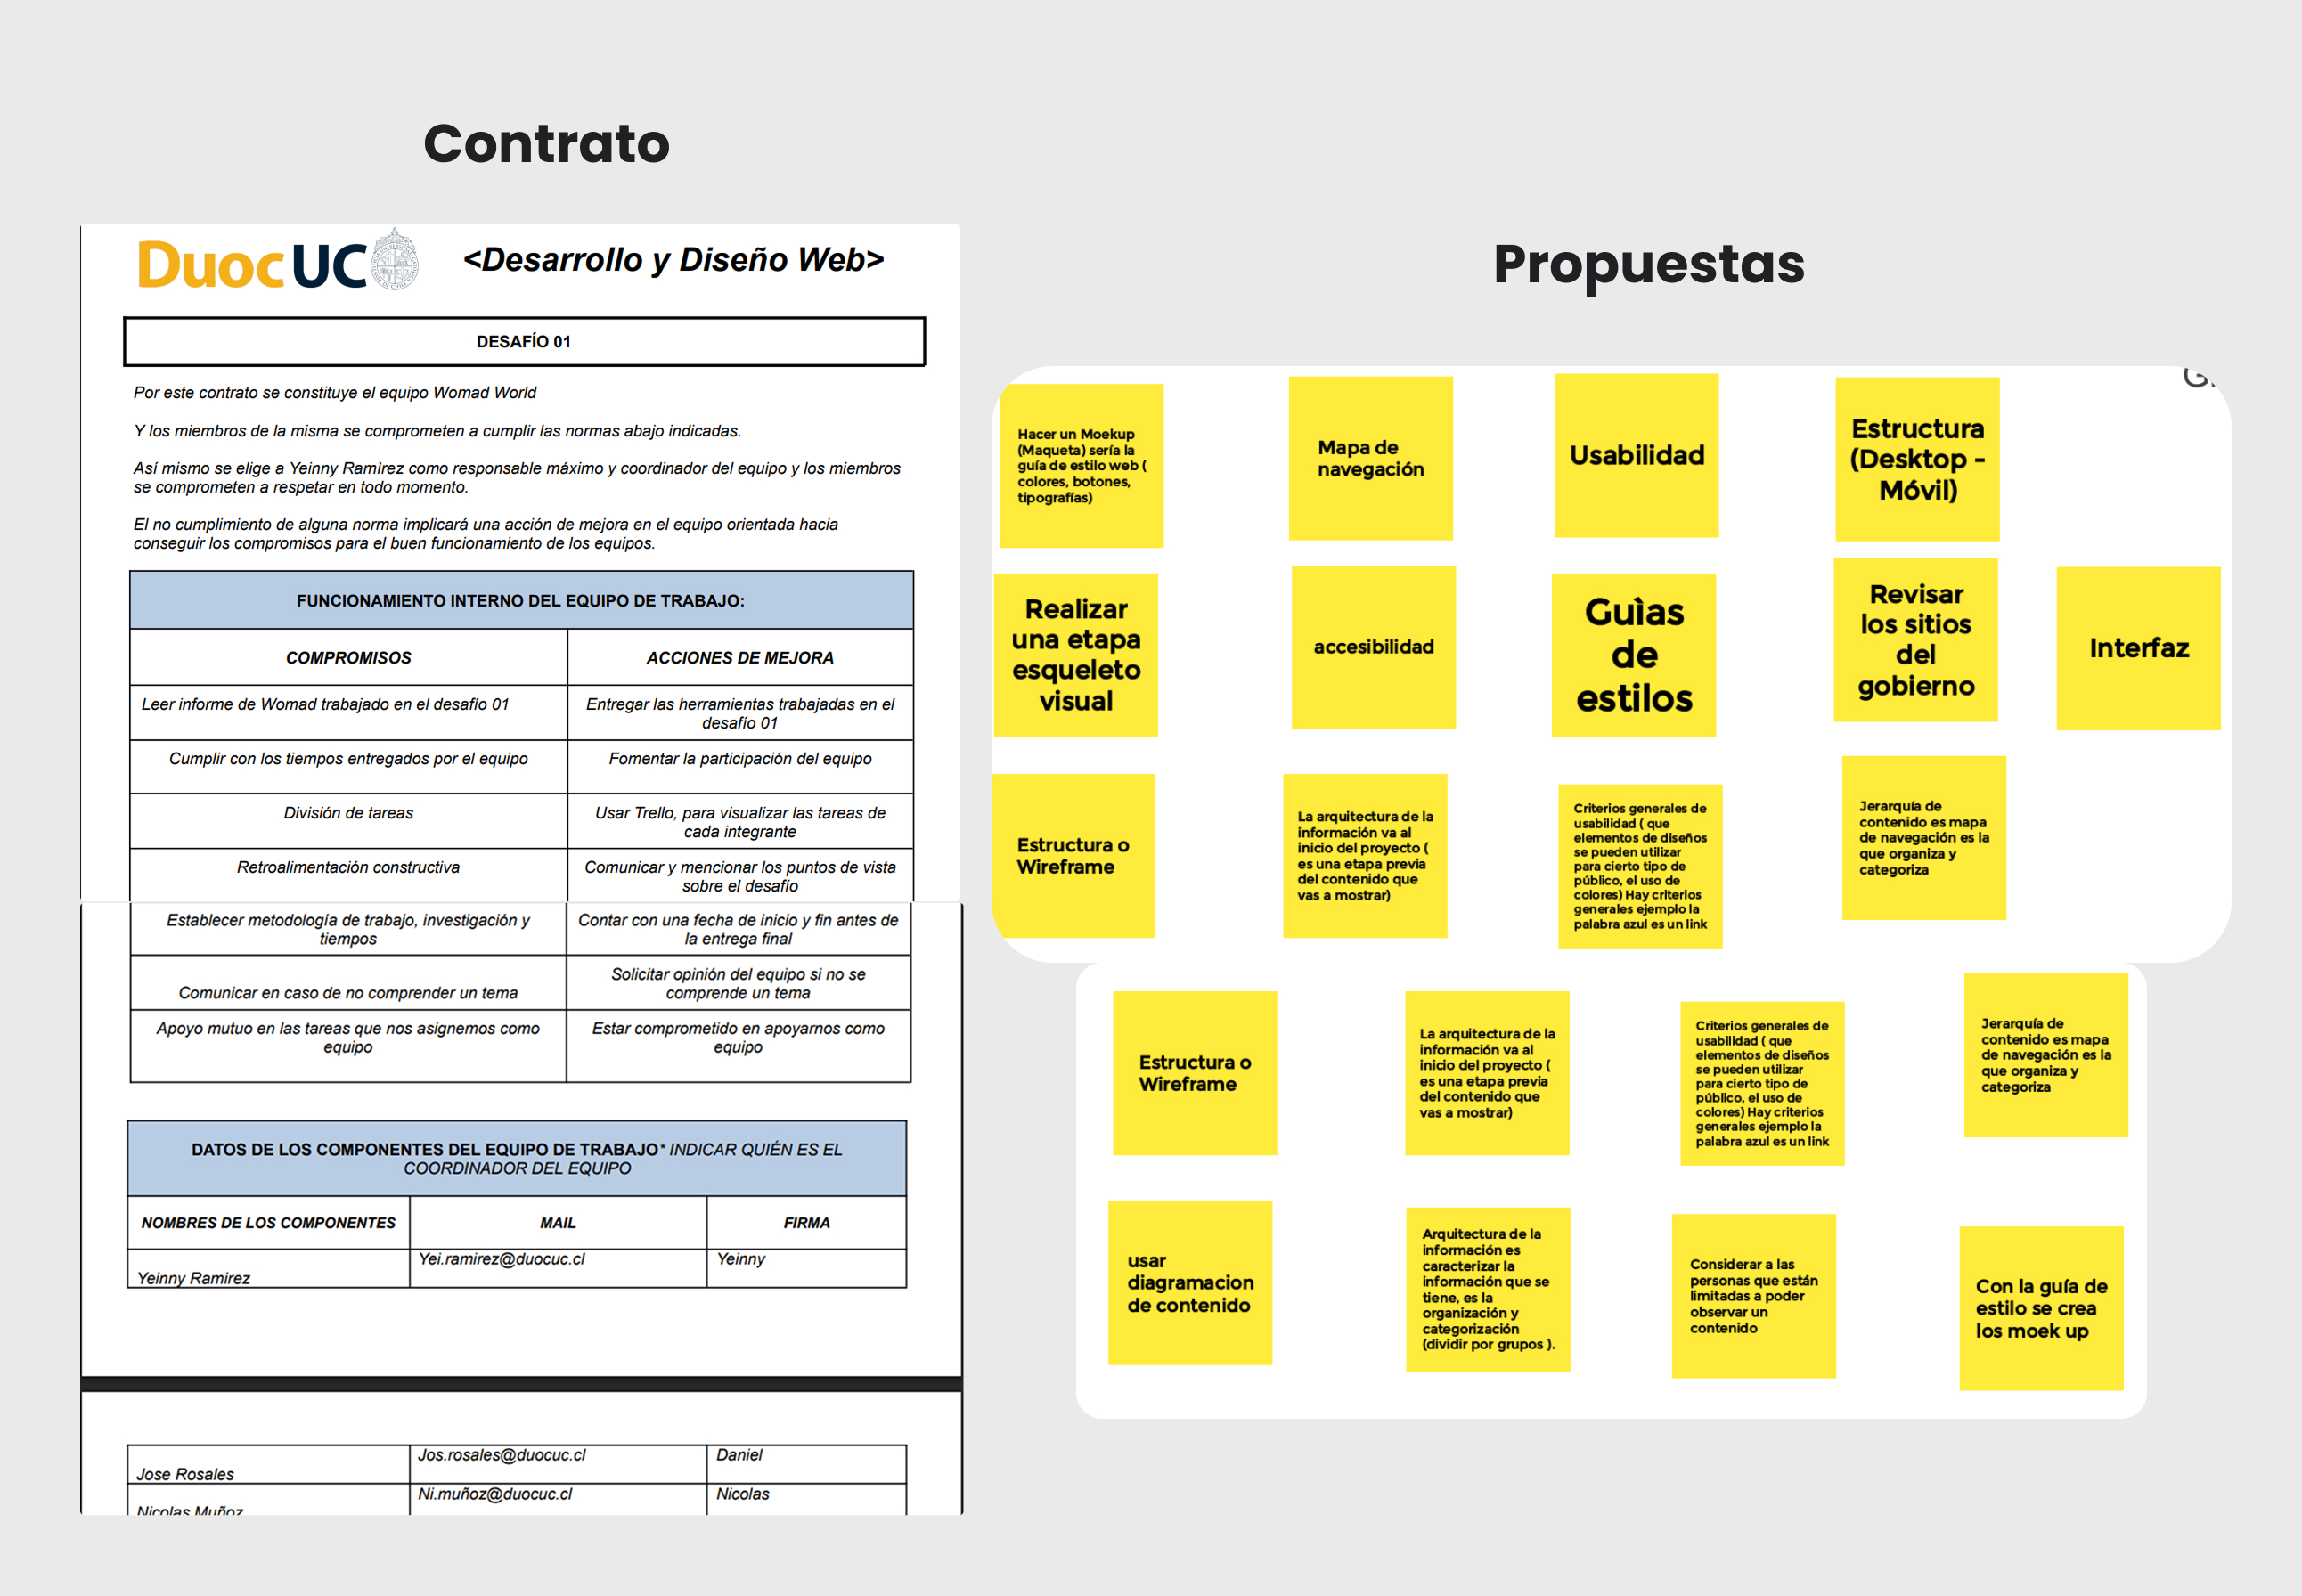 Contrato
Duoc UC
<Desarrollo y Diseño Web>
DESAFÍO 01
Por este contrato se constituye el equipo Womad World
Y los miembros de la misma se comprometen a cumplir las normas abajo indicadas.
Así mismo se elige a Yeinny Ramìrez como responsable máximo y coordinador del equipo y los miembros
se comprometen a respetar en todo momento.
El no cumplimiento de alguna norma implicará una acción de mejora en el equipo orientada hacia
conseguir los compromisos para el buen funcionamiento de los equipos.
FUNCIONAMIENTO INTERNO DEL EQUIPO DE TRABAJO:
COMPROMISOS
ACCIONES DE MEJORA
Leer informe de Womad trabajado en el desafío 01
Entregar las herramientas trabajadas en el
desafío 01
Cumplir con los tiempos entregados por el equipo
Fomentar la participación del equipo
División de tareas
Usar Trello, para visualizar las tareas de
cada integrante
Retroalimentación constructiva
Comunicar y mencionar los puntos de vista
sobre el desafío
Establecer metodología de trabajo, investigación y
tiempos
Contar con una fecha de inicio y fin antes de
la entrega final
Comunicar en caso de no comprender un tema
Solicitar opinión del equipo si no se
comprende un tema
Apoyo mutuo en las tareas que nos asignemos como
equipo
Estar comprometido en apoyarnos como
equipo
DATOS DE LOS COMPONENTES DEL EQUIPO DE TRABAJO* INDICAR QUIÉN ES EL
COORDINADOR DEL EQUIPO
NOMBRES DE LOS COMPONENTES
MAIL
FIRMA
Yeinny Ramirez
Yei.ramirez@duocuc.cl
Yeinny
Jose Rosales
Jos.rosales@duocuc.cl
Daniel
Nicolas Muñoz
Ni.muñoz@duocuc.cl
Nicolas
Propuestas
Hacer un Moekup
(Maqueta) sería la
guía de estilo web (
colores, botones,
tipografías)
Mapa de
navegación
Usabilidad
Estructura
(Desktop -
Móvil)
Realizar
una etapa
esqueleto
visual
accesibilidad
Guìas
de
estilos
Revisar
los sitios
del
gobierno
Interfaz
Estructura o
Wireframe
La arquitectura de la
información va al
inicio del proyecto (
es una etapa previa
del contenido que
vas a mostrar)
Criterios generales de
usabilidad ( que
elementos de diseños
se pueden utilizar
para cierto tipo de
público, el uso de
colores) Hay criterios
generales ejemplo la
palabra azul es un link
Jerarquía de
contenido es mapa
de navegación es la
que organiza y
categoriza
Estructura o
Wireframe
La arquitectura de la
información va al
inicio del proyecto (
es una etapa previa
del contenido que
vas a mostrar)
Criterios generales de
usabilidad ( que
elementos de diseños
se pueden utilizar
para cierto tipo de
público, el uso de
colores) Hay criterios
generales ejemplo la
palabra azul es un link
Jerarquía de
contenido es mapa
de navegación es la
que organiza y
categoriza
usar
diagramacion
de contenido
Arquitectura de la
información es
caracterizar la
información que se
tiene, es la
organización y
categorización
(dividir por grupos ).
Considerar a las
personas que están
limitadas a poder
observar un
contenido
Con la guía de
estilo se crea
los moek up